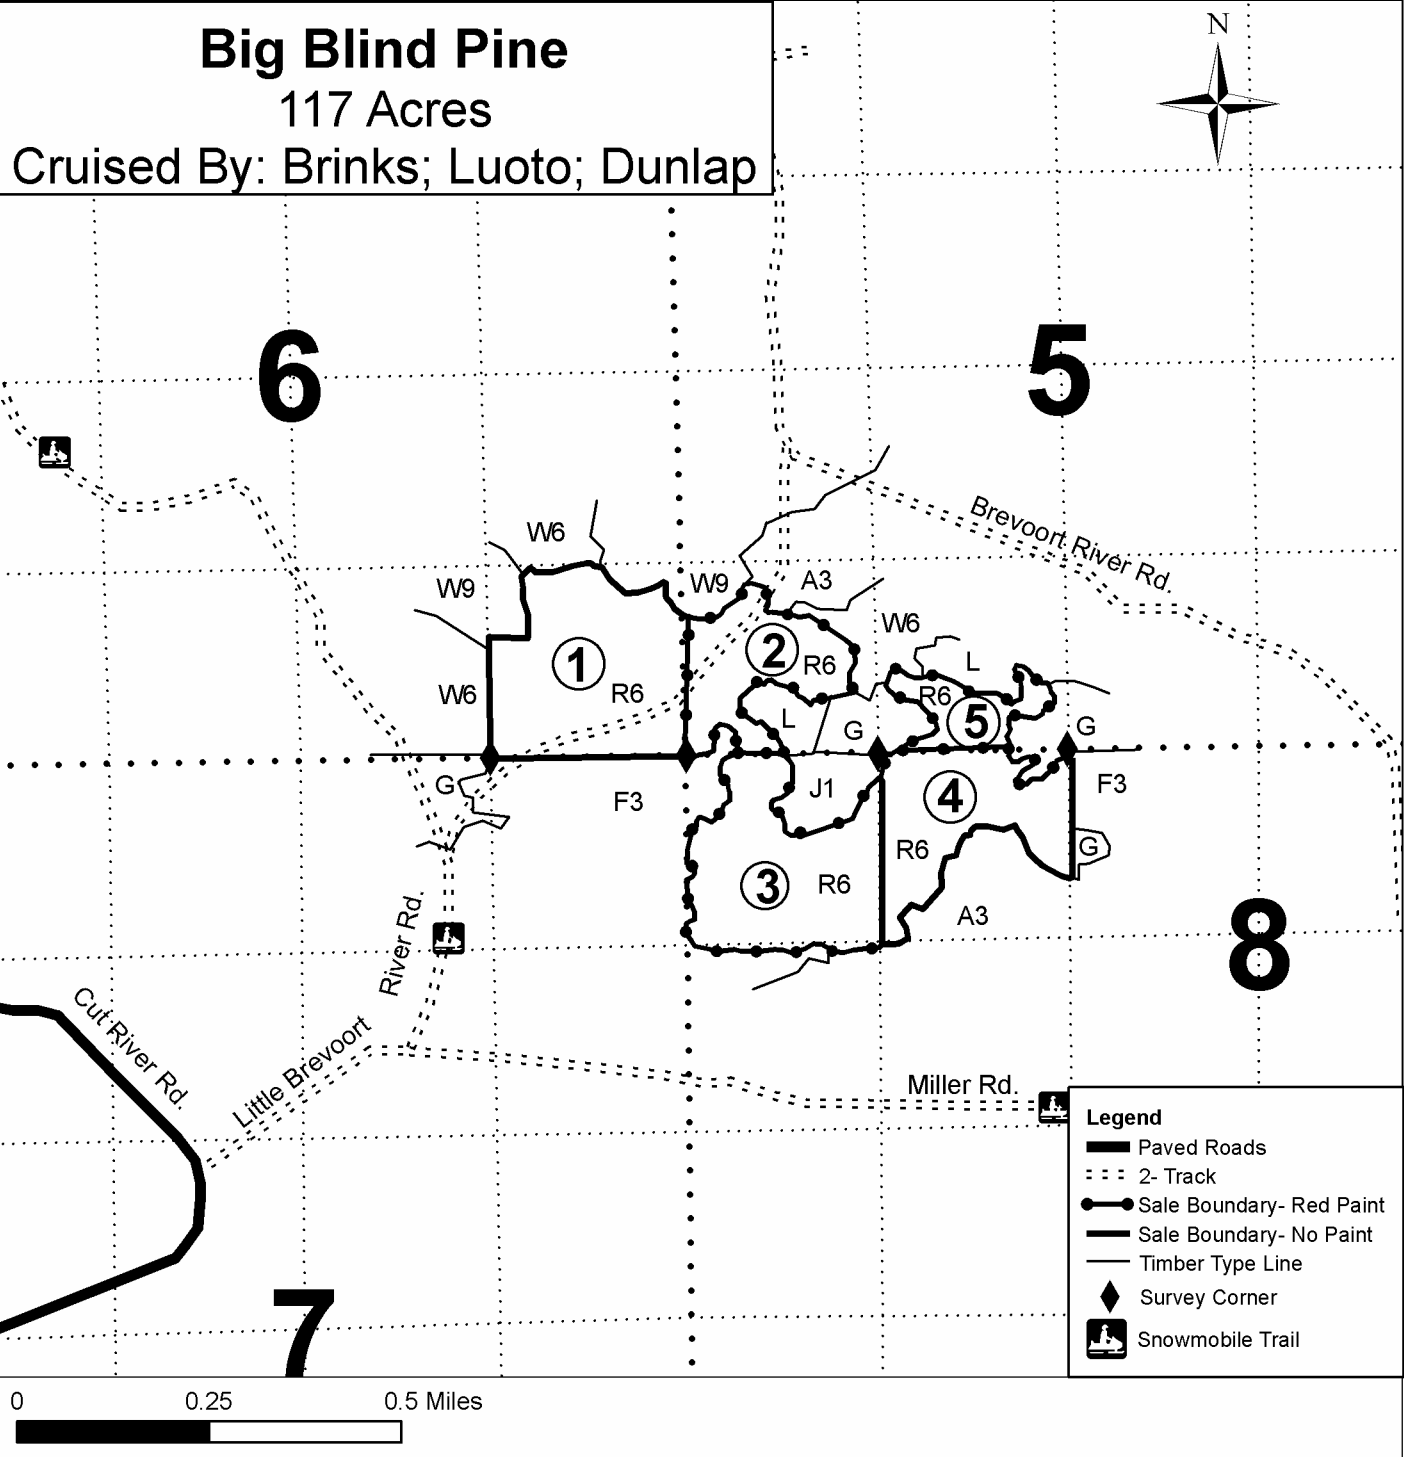 Big Blind Pine
117 Acres
Cruised By: Brinks; Luoto; Dunlap
N
6
5
Brevoort River Rd.
W6
W9
W9
A3
W6
1
2
R6
L
W6
R6
R6
5
L
G
G
G
F3
J1
4
F3
R6
G
3
R6
A3
8
River Rd.
Cut River Rd.
Little Brevoort
Miller Rd.
7
Legend
Paved Roads
2- Track
Sale Boundary- Red Paint
Sale Boundary- No Paint
Timber Type Line
Survey Corner
Snowmobile Trail
0 0.25 0.5 Miles